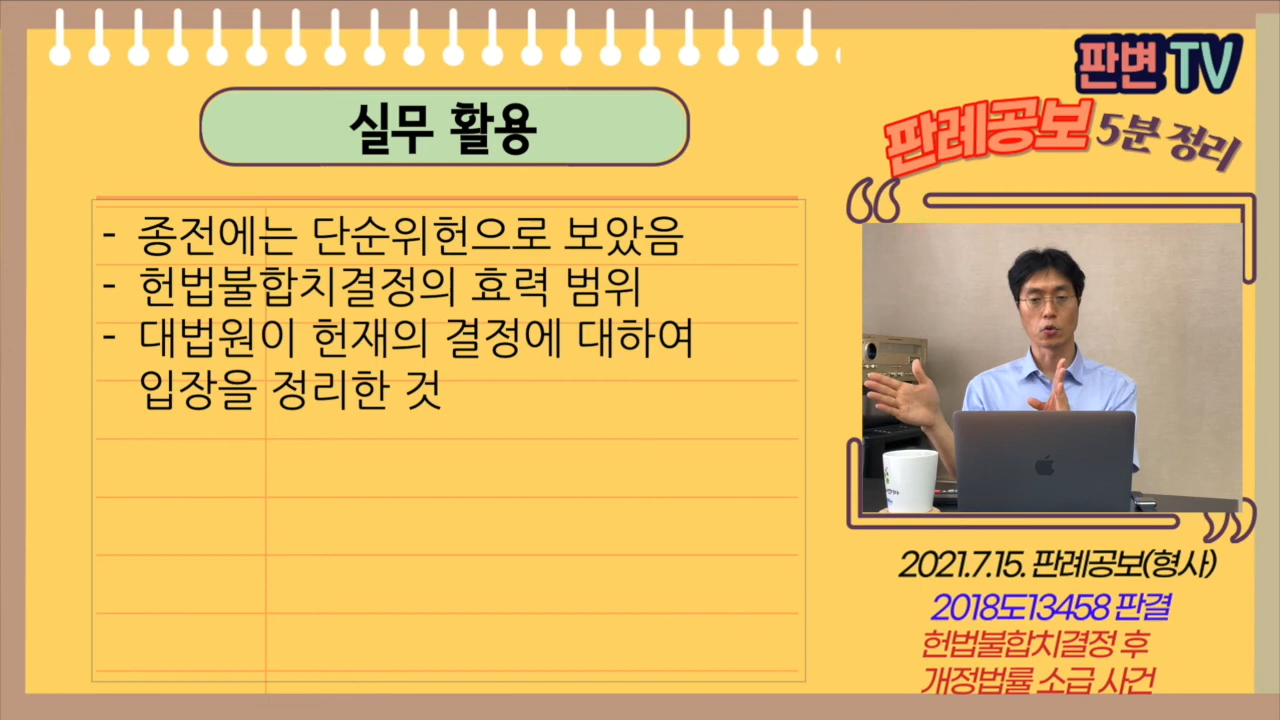 실무 활용
- 종전에는 단순위헌으로 보았음
- 헌법불합치결정의 효력 범위
- 대법원이 헌재의 결정에 대하여
입장을 정리한 것
판변 TV
판례공보 5분 정리
2021.7.15. 판례공보(형사)
2018도13458 판결
헌법불합치결정 후
개정법률 소급 사건